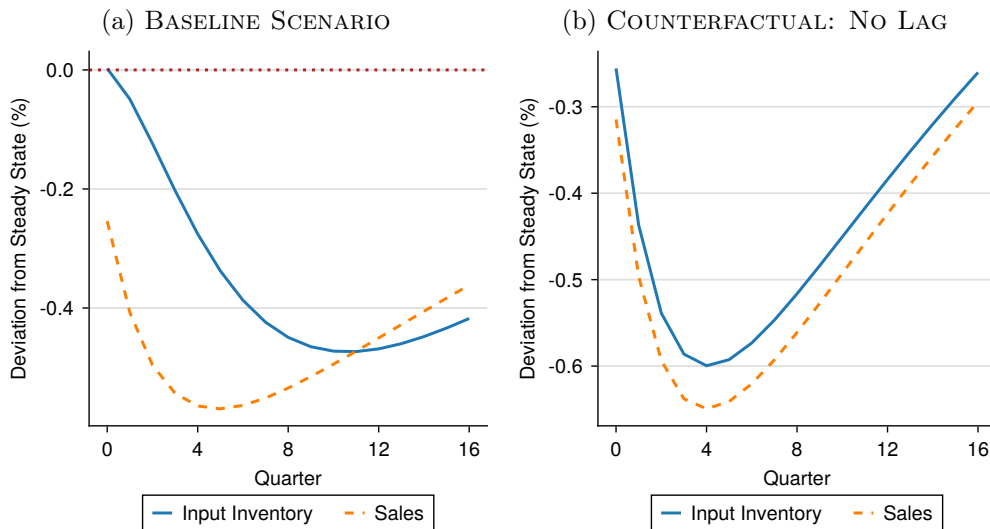 (a) Baseline Scenario
Deviation from Steady State (%)
0.0
-0.2
-0.4
0
4
8
12
16
Quarter
Input Inventory
Sales
(b) Counterfactual: No Lag
Deviation from Steady State (%)
-0.3
-0.4
-0.5
-0.6
0
4
8
12
16
Quarter
Input Inventory
Sales